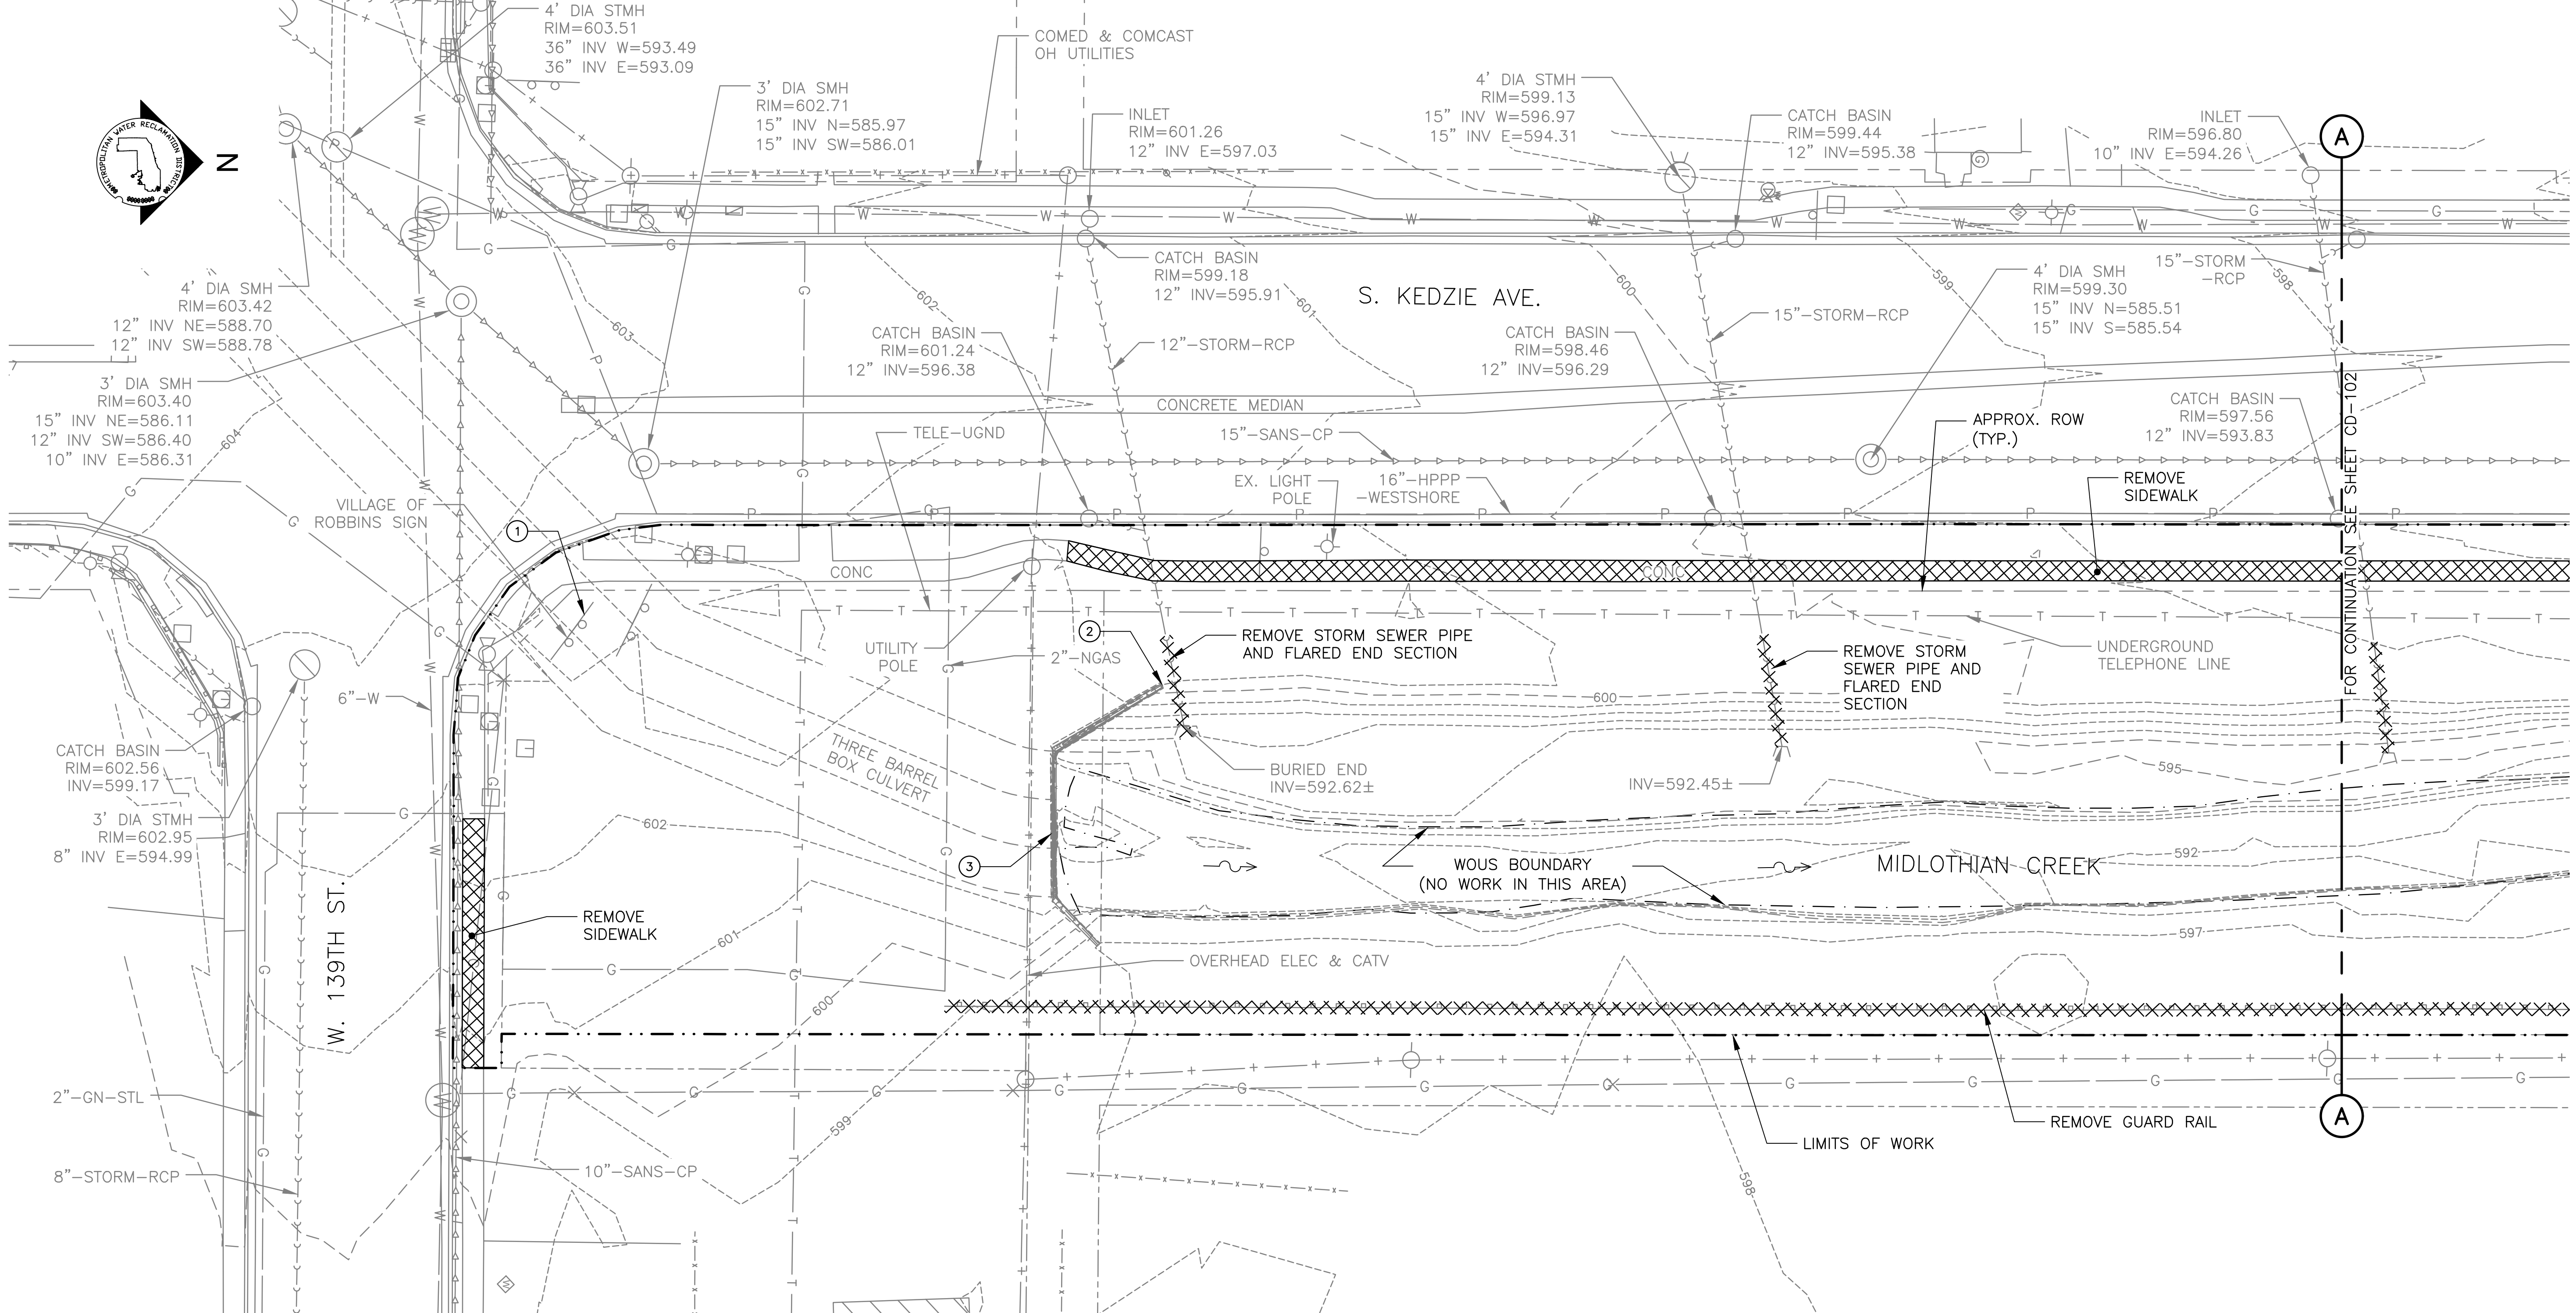 4' DIA STMH
RIM=603.51
36" INV W=593.49
36" INV E=593.09
COMED & COMCAST
OH UTILITIES
3' DIA SMH
RIM=602.71
15" INV N=585.97
15" INV SW=586.01
INLET
RIM=601.26
12" INV E=597.03
4' DIA STMH
RIM=599.13
15" INV W=596.97
15" INV E=594.31
CATCH BASIN
RIM=599.44
12" INV=595.38
INLET
RIM=596.80
10" INV E=594.26
A
METROPOLITAN WATER RECLAMATION DISTRICT
N
CATCH BASIN
RIM=599.18
12" INV=595.91
S. KEDZIE AVE.
4' DIA SMH
RIM=599.30
15" INV N=585.51
15" INV S=585.54
15"-STORM
-RCP
4' DIA SMH
RIM=603.42
12" INV NE=588.70
12" INV SW=588.78
3' DIA SMH
RIM=603.40
15" INV NE=586.11
12" INV SW=586.40
10" INV E=586.31
CATCH BASIN
RIM=601.24
12" INV=596.38
12"-STORM-RCP
CATCH BASIN
RIM=598.46
12" INV=596.29
15"-STORM-RCP
602
603
601
600
599
598
604
CONCRETE MEDIAN
TELE-UGND
15"-SANS-CP
EX. LIGHT
POLE
16"-HPPP
-WESTSHORE
APPROX. ROW
(TYP.)
CATCH BASIN
RIM=597.56
12" INV=593.83
REMOVE
SIDEWALK
FOR CONTINUATION SEE SHEET CD-102
VILLAGE OF
ROBBINS SIGN
1
CONC
CONC
UTILITY
POLE
2"-NGAS
2
REMOVE STORM SEWER PIPE
AND FLARED END SECTION
REMOVE STORM
SEWER PIPE AND
FLARED END
SECTION
UNDERGROUND
TELEPHONE LINE
6"-W
600
CATCH BASIN
RIM=602.56
INV=599.17
THREE BARREL
BOX CULVERT
BURIED END
INV=592.62±
INV=592.45±
595
3' DIA STMH
RIM=602.95
8" INV E=594.99
602
3
WOUS BOUNDARY
(NO WORK IN THIS AREA)
MIDLOTHIAN CREEK
592
W. 139TH ST.
REMOVE
SIDEWALK
601
597
OVERHEAD ELEC & CATV
600
2"-GN-STL
599
LIMITS OF WORK
REMOVE GUARD RAIL
A
8"-STORM-RCP
10"-SANS-CP
598